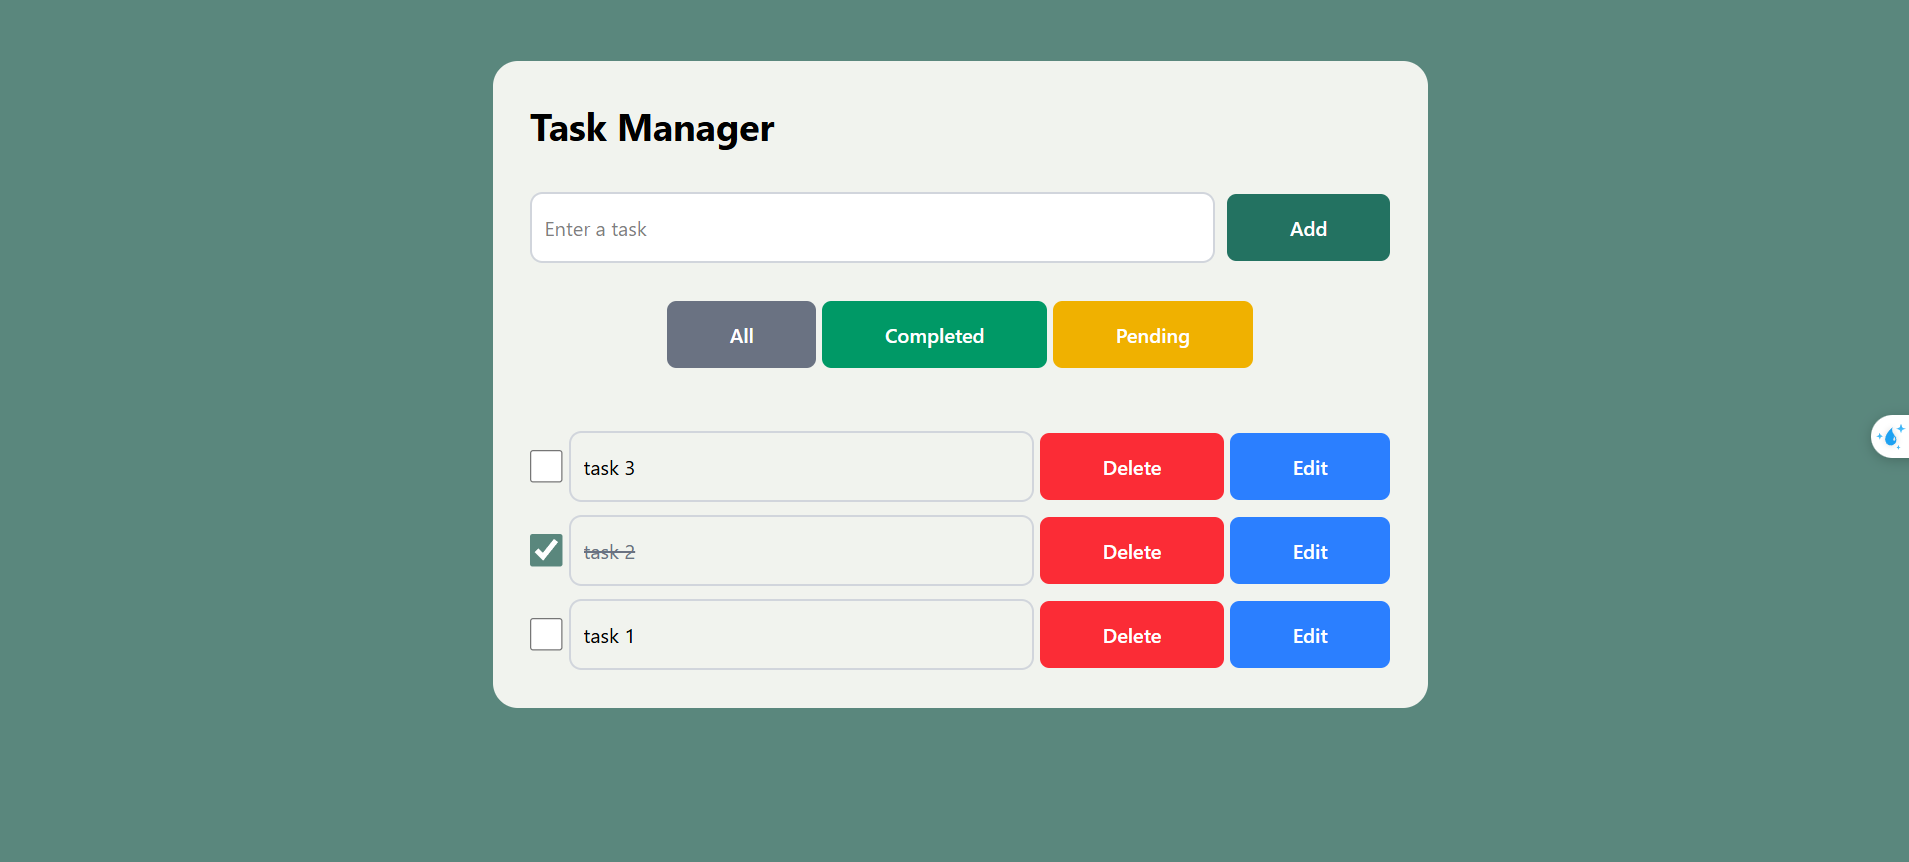 Task Manager
Enter a task
Add
All Completed Pending
task 3 Delete Edit
task 2 Delete Edit
task 1 Delete Edit